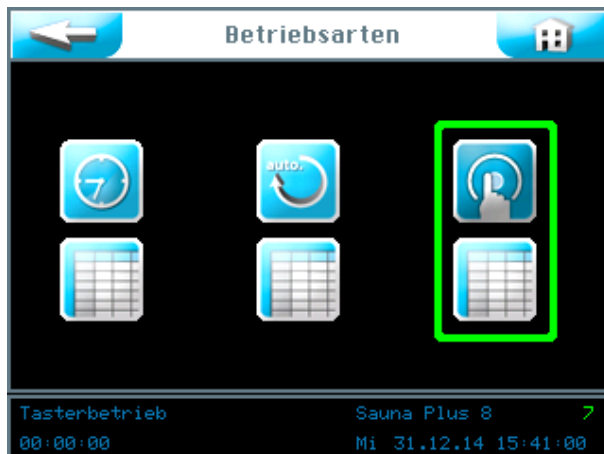 Betriebsarten
auto.
Tasterbetrieb Sauna Plus 8 7
00:00:00 Mi 31.12.14 15:41:00